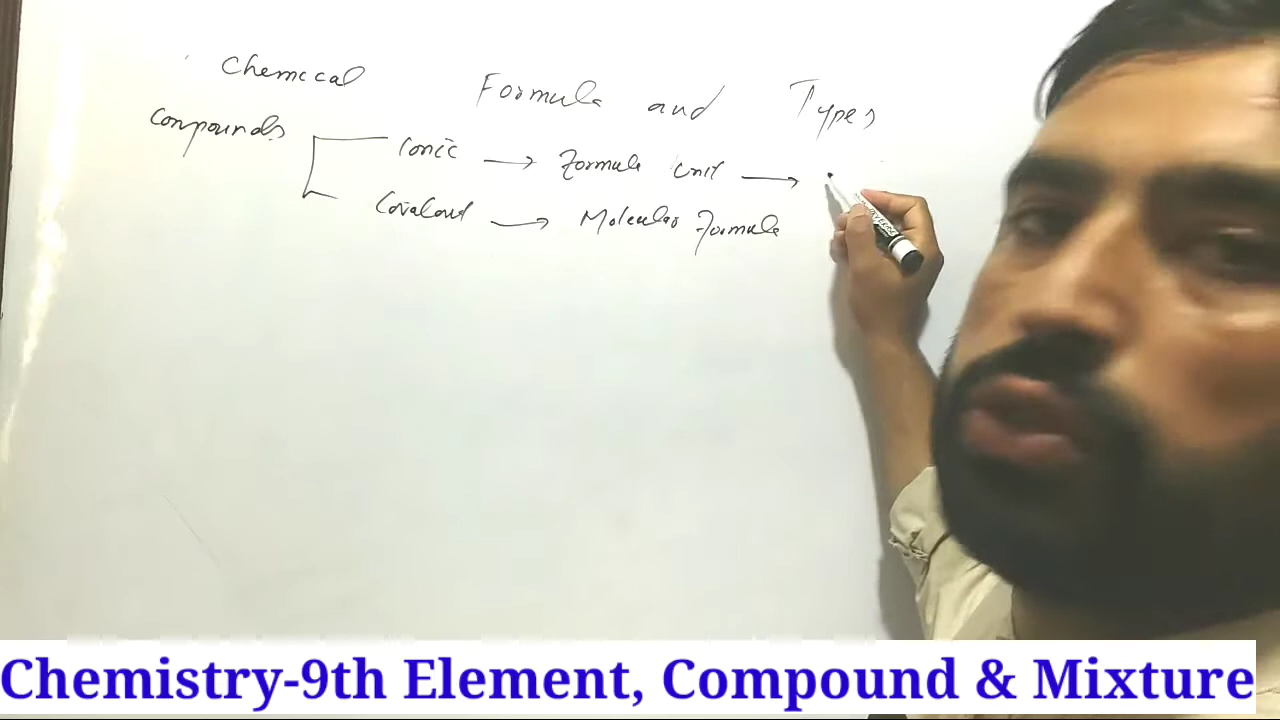 Chemical Formula and Types
Compounds
Ionic → Formula Unit →
Covalent → Molecular Formula
Chemistry-9th Element, Compound & Mixture